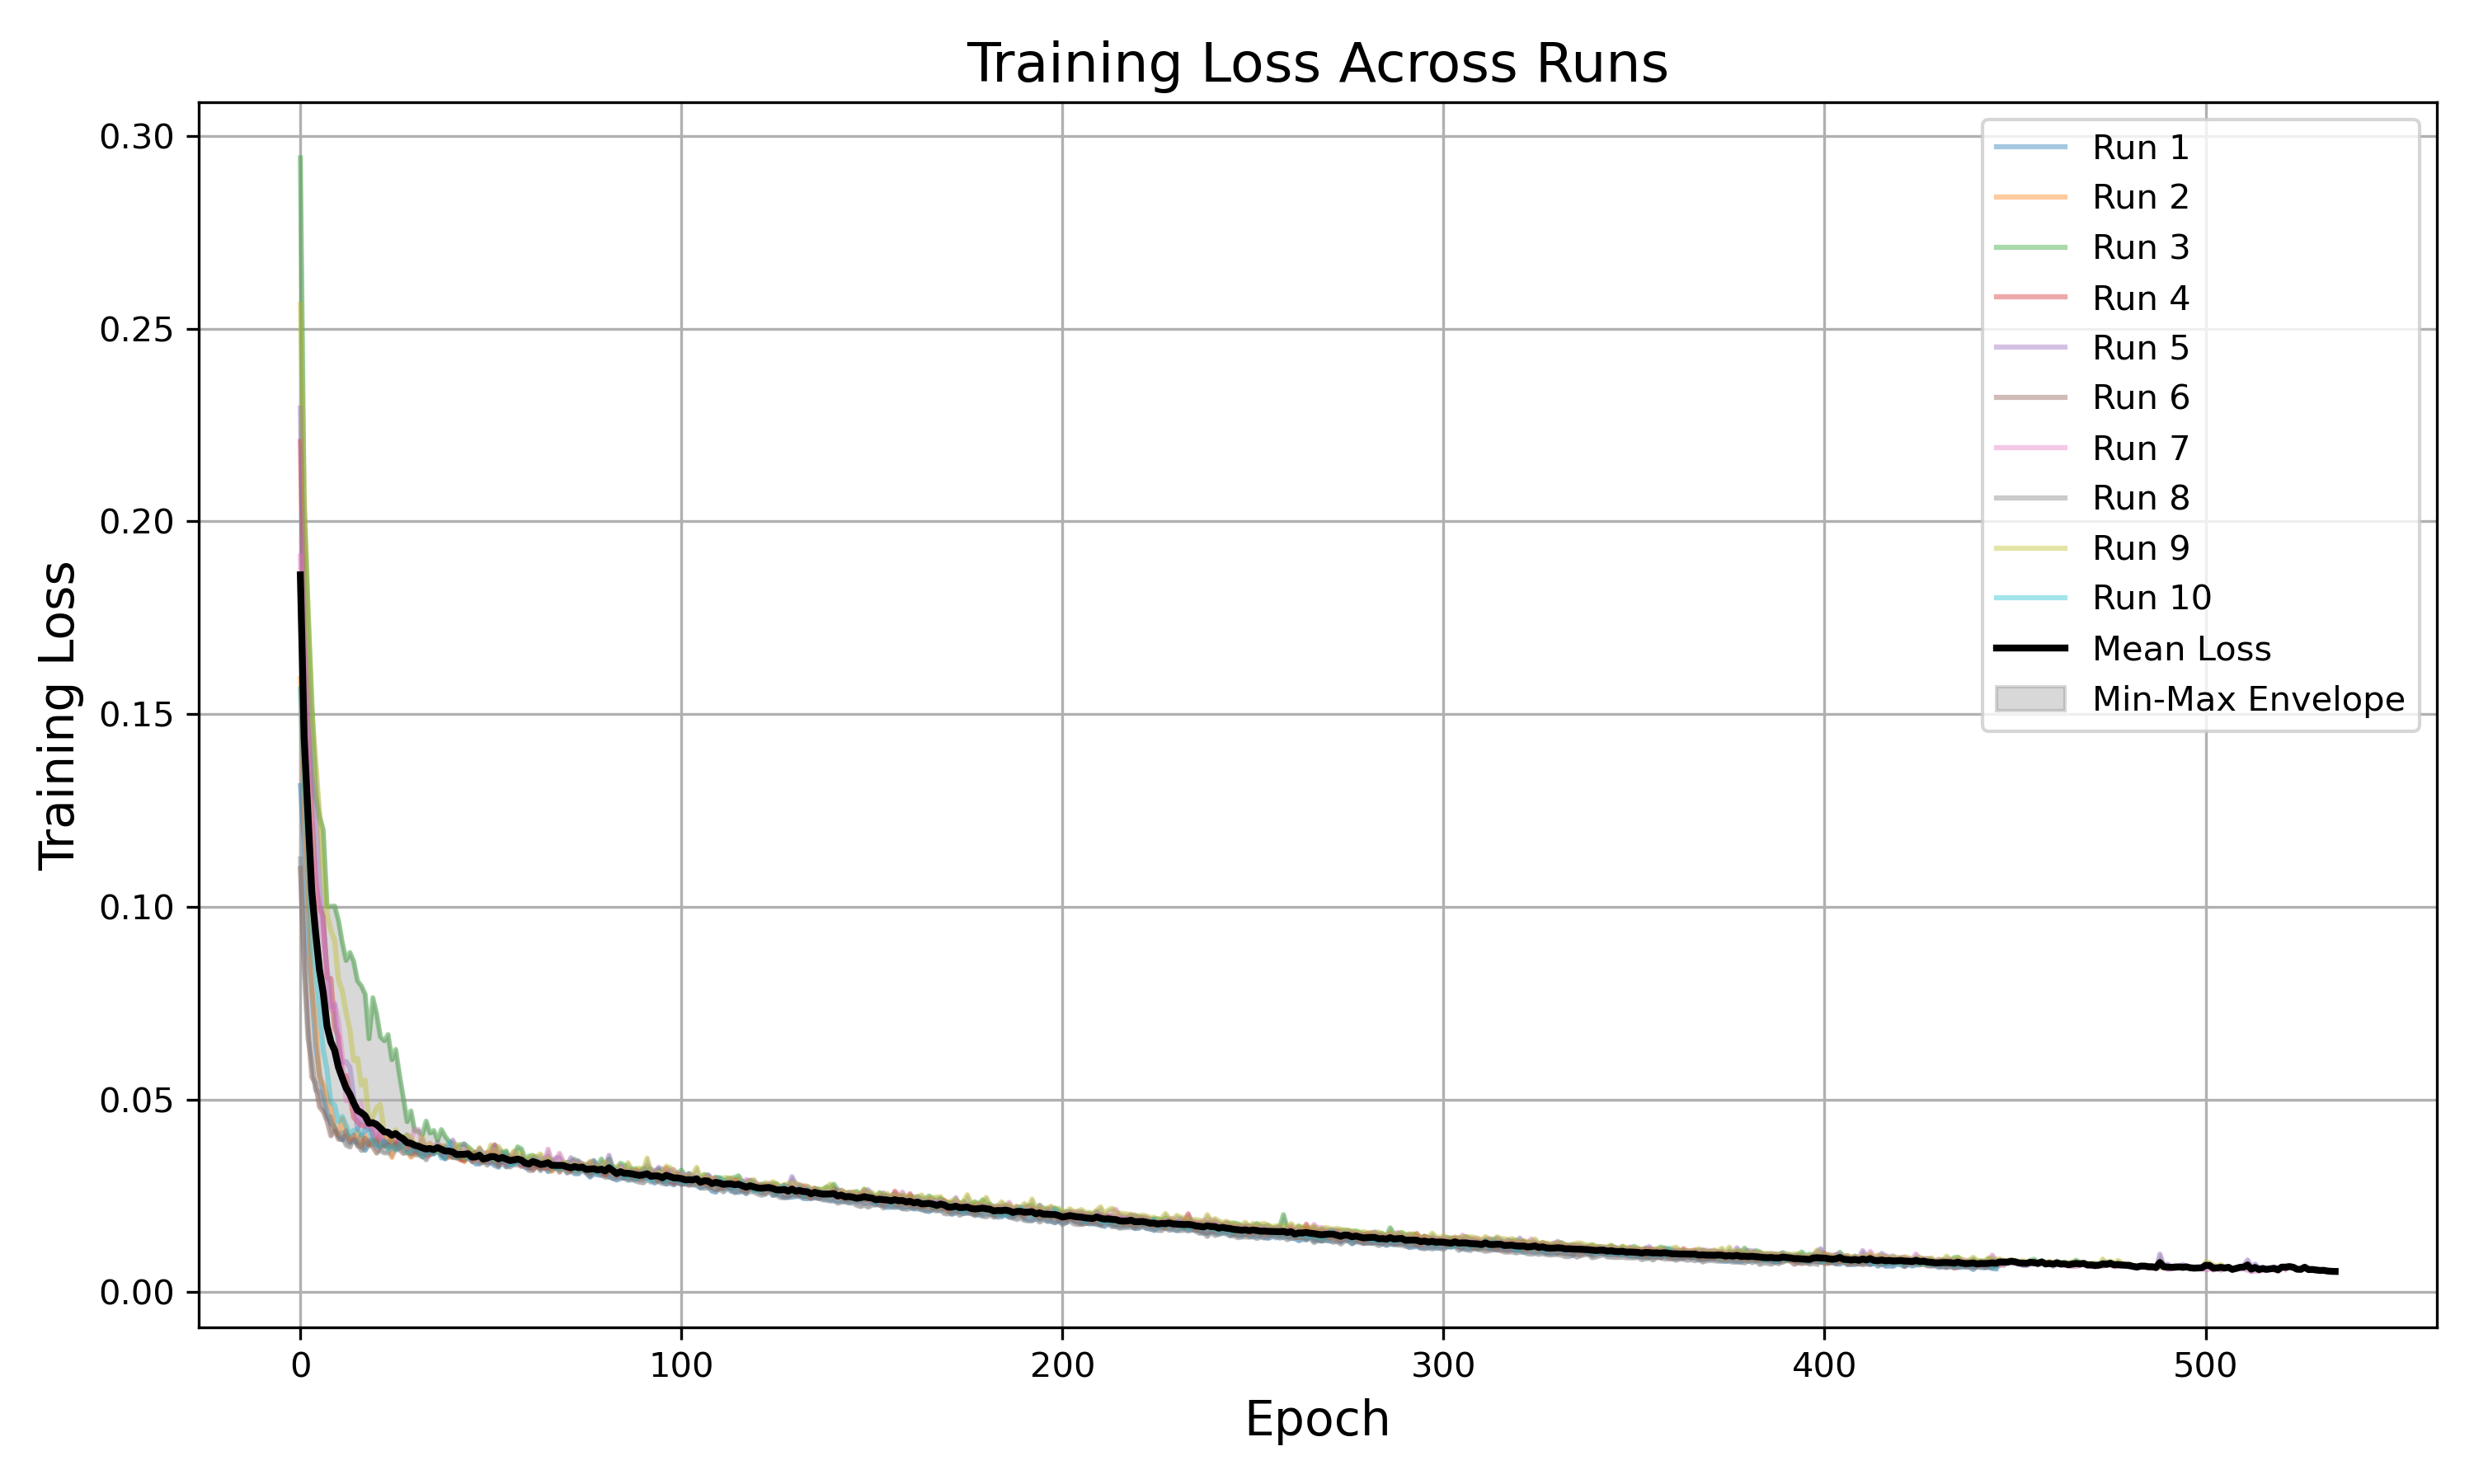 Training Loss Across Runs
Training Loss
0.30
0.25
0.20
0.15
0.10
0.05
0.00
0
100
200
300
400
500
Epoch
Run 1
Run 2
Run 3
Run 4
Run 5
Run 6
Run 7
Run 8
Run 9
Run 10
Mean Loss
Min-Max Envelope